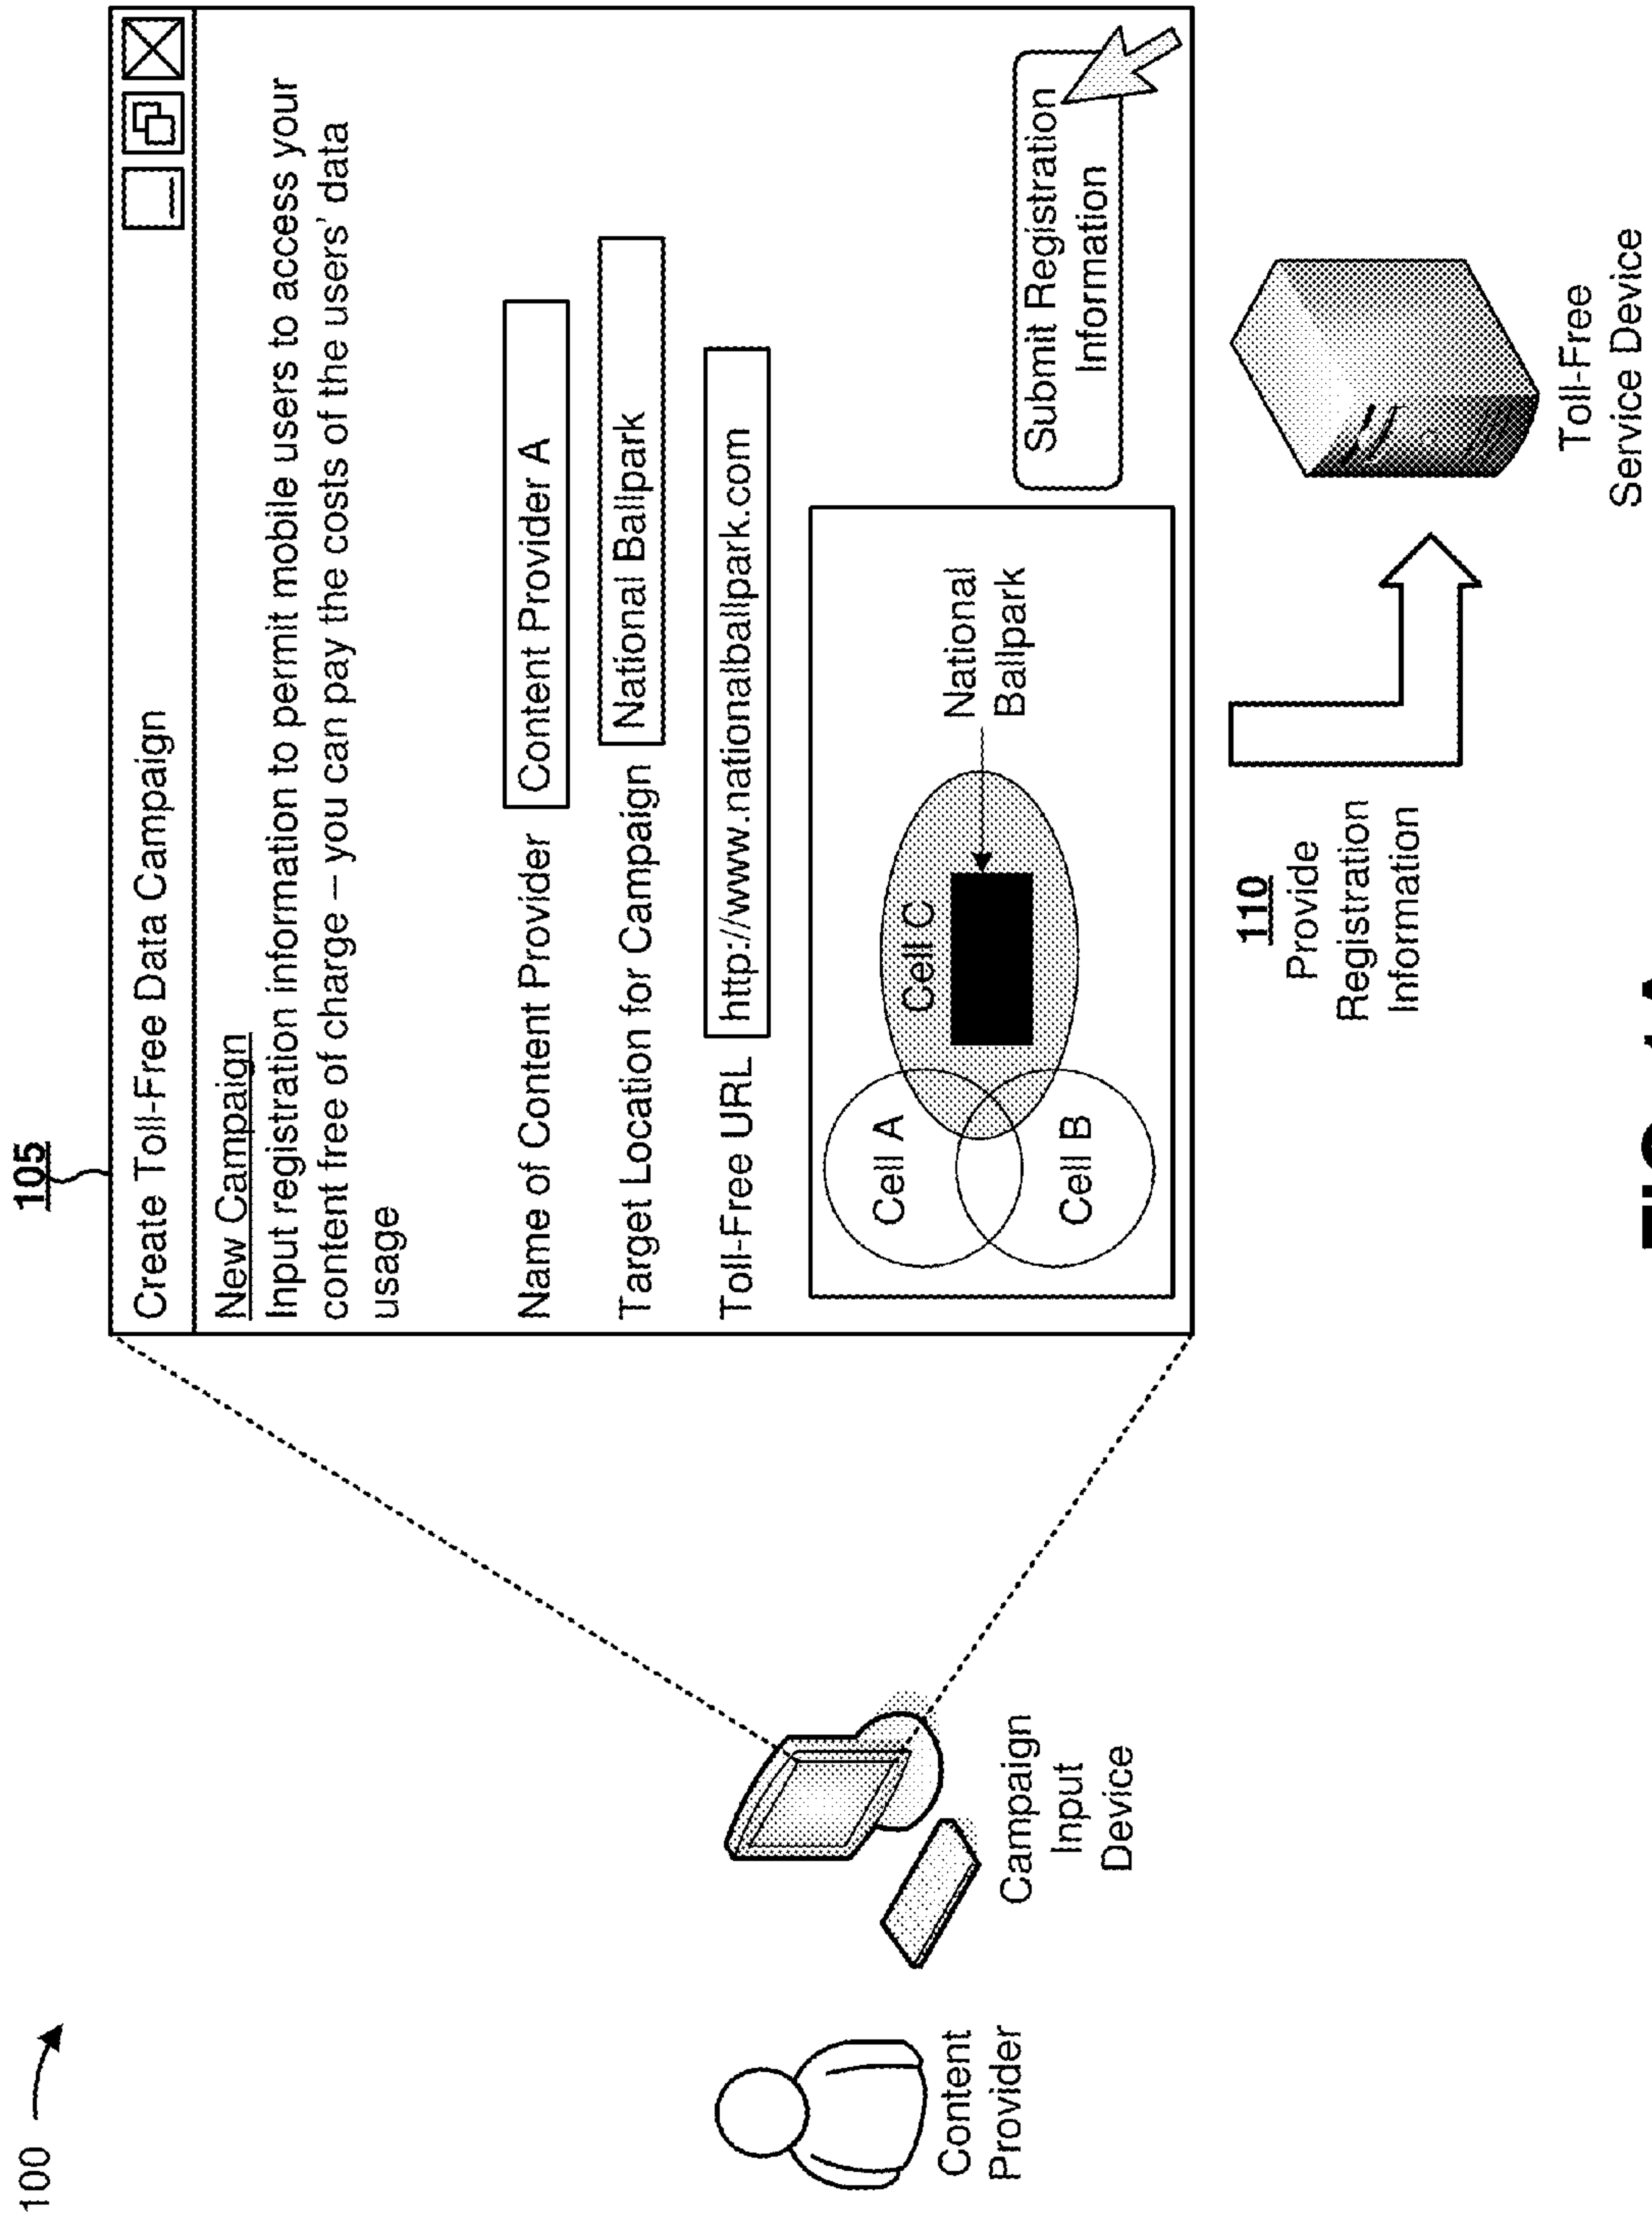 100
105
Create Toll-Free Data Campaign
New Campaign
Input registration information to permit mobile users to access your
content free of charge – you can pay the costs of the users' data
usage
Name of Content Provider Content Provider A
Target Location for Campaign National Ballpark
Toll-Free URL http://www.nationalballpark.com
Cell A
Cell B
Cell C
National
Ballpark
Submit Registration
Information
Content
Provider
Campaign
Input
Device
110
Provide
Registration
Information
Toll-Free
Service Device